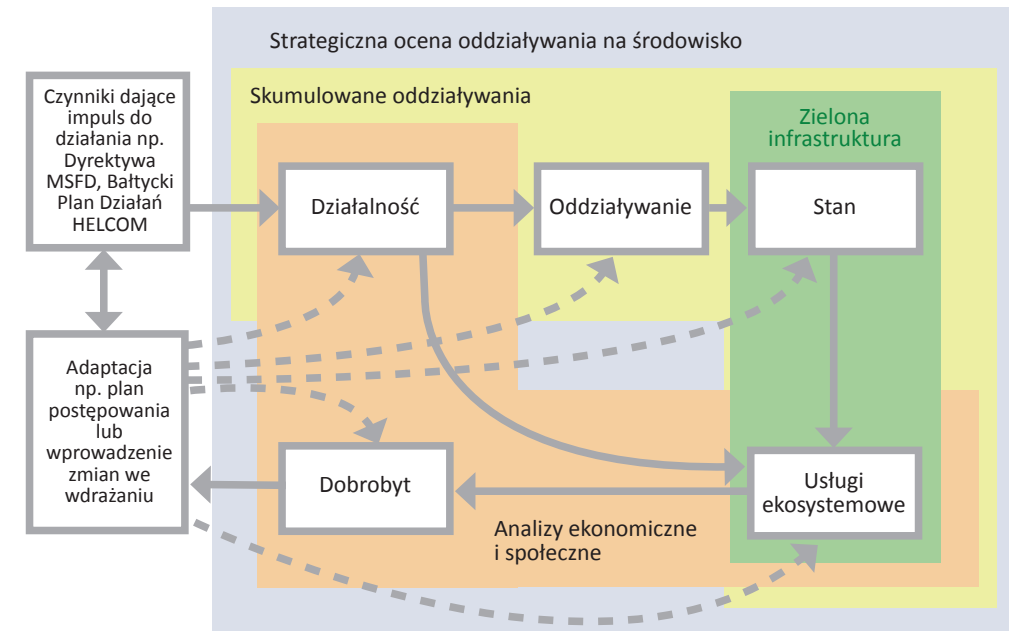 Strategiczna ocena oddziaływania na środowisko
Skumulowane oddziaływania
Czynniki dające
impuls do
działania np.
Dyrektywa
MSFD, Bałtycki
Plan Działań
HELCOM
Zielona
infrastruktura
Działalność
Oddziaływanie
Stan
Adaptacja
np. plan
postępowania
lub
wprowadzenie
zmian we
wdrażaniu
Dobrobyt
Usługi
ekosystemowe
Analizy ekonomiczne
i społeczne